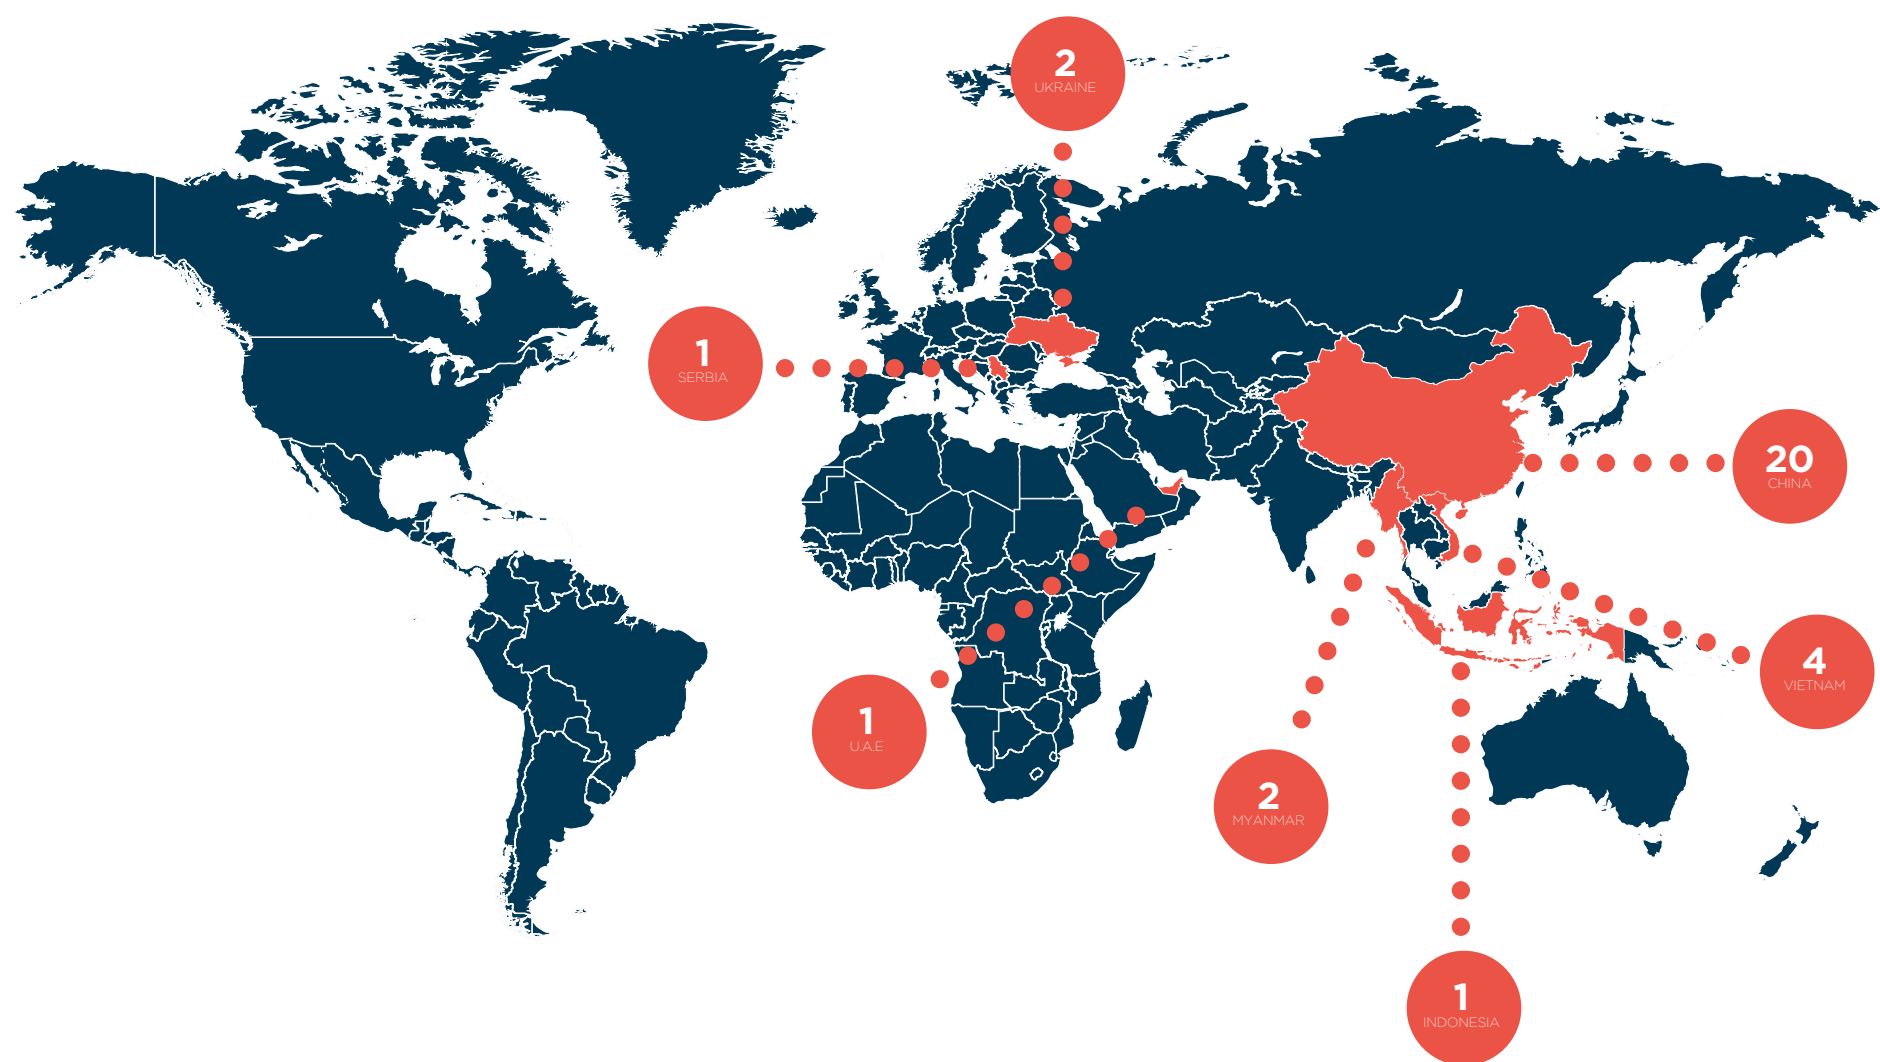 2
UKRAINE
1
SERBIA
20
CHINA
4
VIETNAM
1
U.A.E
2
MYANMAR
1
INDONESIA